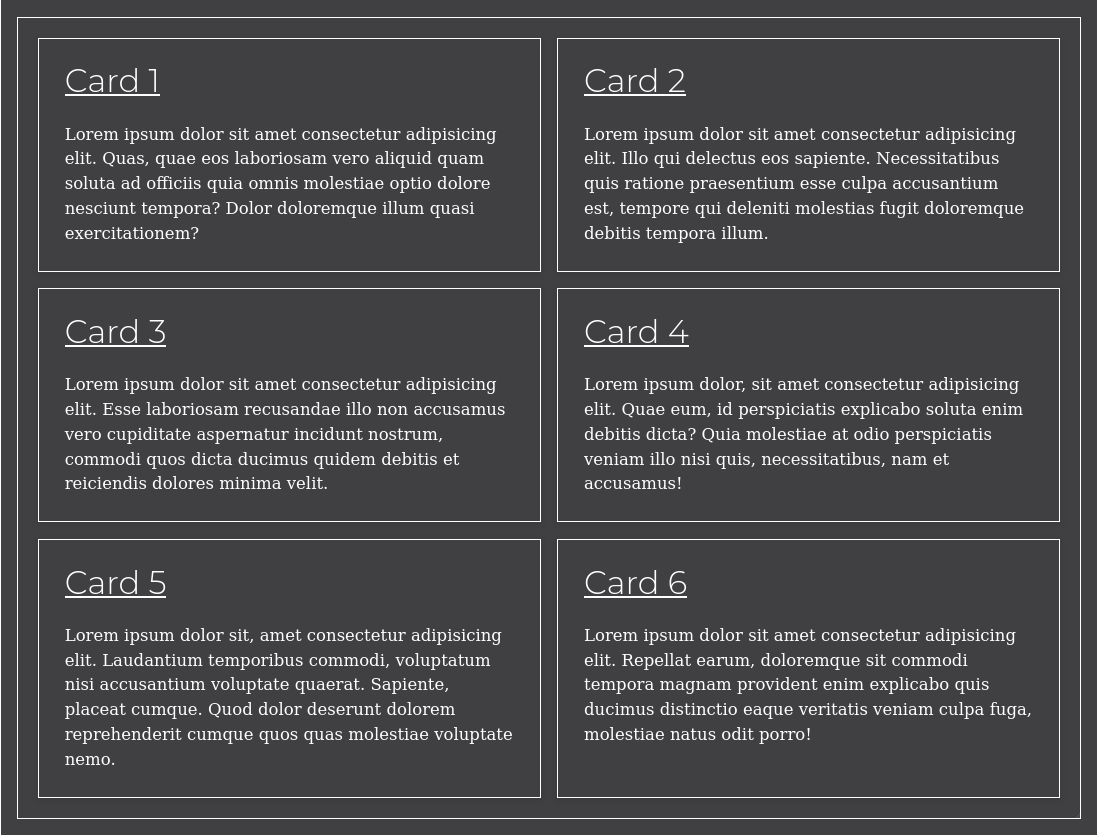 Card 1
Lorem ipsum dolor sit amet consectetur adipisicing
elit. Quas, quae eos laboriosam vero aliquid quam
soluta ad officiis quia omnis molestiae optio dolore
nesciunt tempora? Dolor doloremque illum quasi
exercitationem?
Card 2
Lorem ipsum dolor sit amet consectetur adipisicing
elit. Illo qui delectus eos sapiente. Necessitatibus
quis ratione praesentium esse culpa accusantium
est, tempore qui deleniti molestias fugit doloremque
debitis tempora illum.
Card 3
Lorem ipsum dolor sit amet consectetur adipisicing
elit. Esse laboriosam recusandae illo non accusamus
vero cupiditate aspernatur incidunt nostrum,
commodi quos dicta ducimus quidem debitis et
reiciendis dolores minima velit.
Card 4
Lorem ipsum dolor, sit amet consectetur adipisicing
elit. Quae eum, id perspiciatis explicabo soluta enim
debitis dicta? Quia molestiae at odio perspiciatis
veniam illo nisi quis, necessitatibus, nam et
accusamus!
Card 5
Lorem ipsum dolor sit, amet consectetur adipisicing
elit. Laudantium temporibus commodi, voluptatum
nisi accusantium voluptate quaerat. Sapiente,
placeat cumque. Quod dolor deserunt dolorem
reprehenderit cumque quos quas molestiae voluptate
nemo.
Card 6
Lorem ipsum dolor sit amet consectetur adipisicing
elit. Repellat earum, doloremque sit commodi
tempora magnam provident enim explicabo quis
ducimus distinctio eaque veritatis veniam culpa fuga,
molestiae natus odit porro!